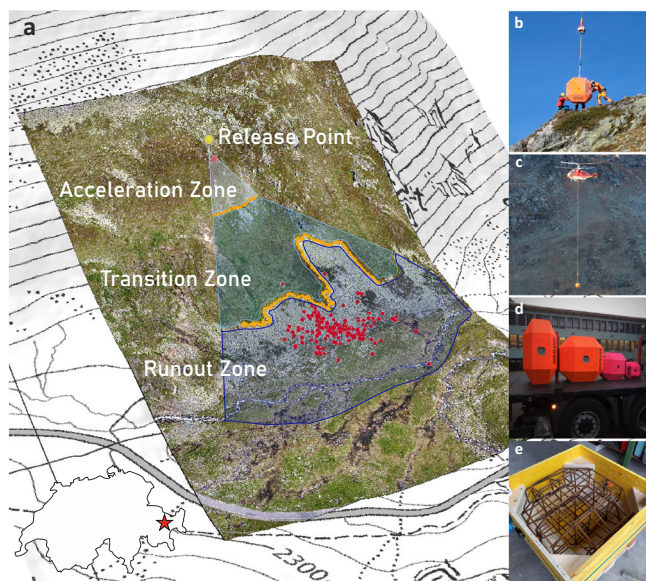 a
Release Point
Acceleration Zone
Transition Zone
Runout Zone
2300
b
c
d
e